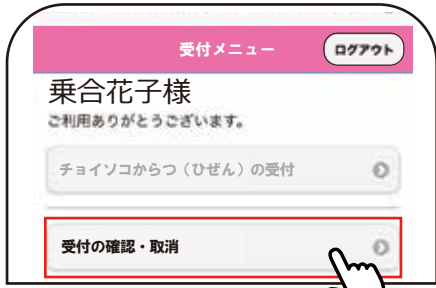 受付メニュー
ログアウト
乗合花子様
ご利用ありがとうございます。
チョイソコからつ（ひぜん）の受付
受付の確認・取消